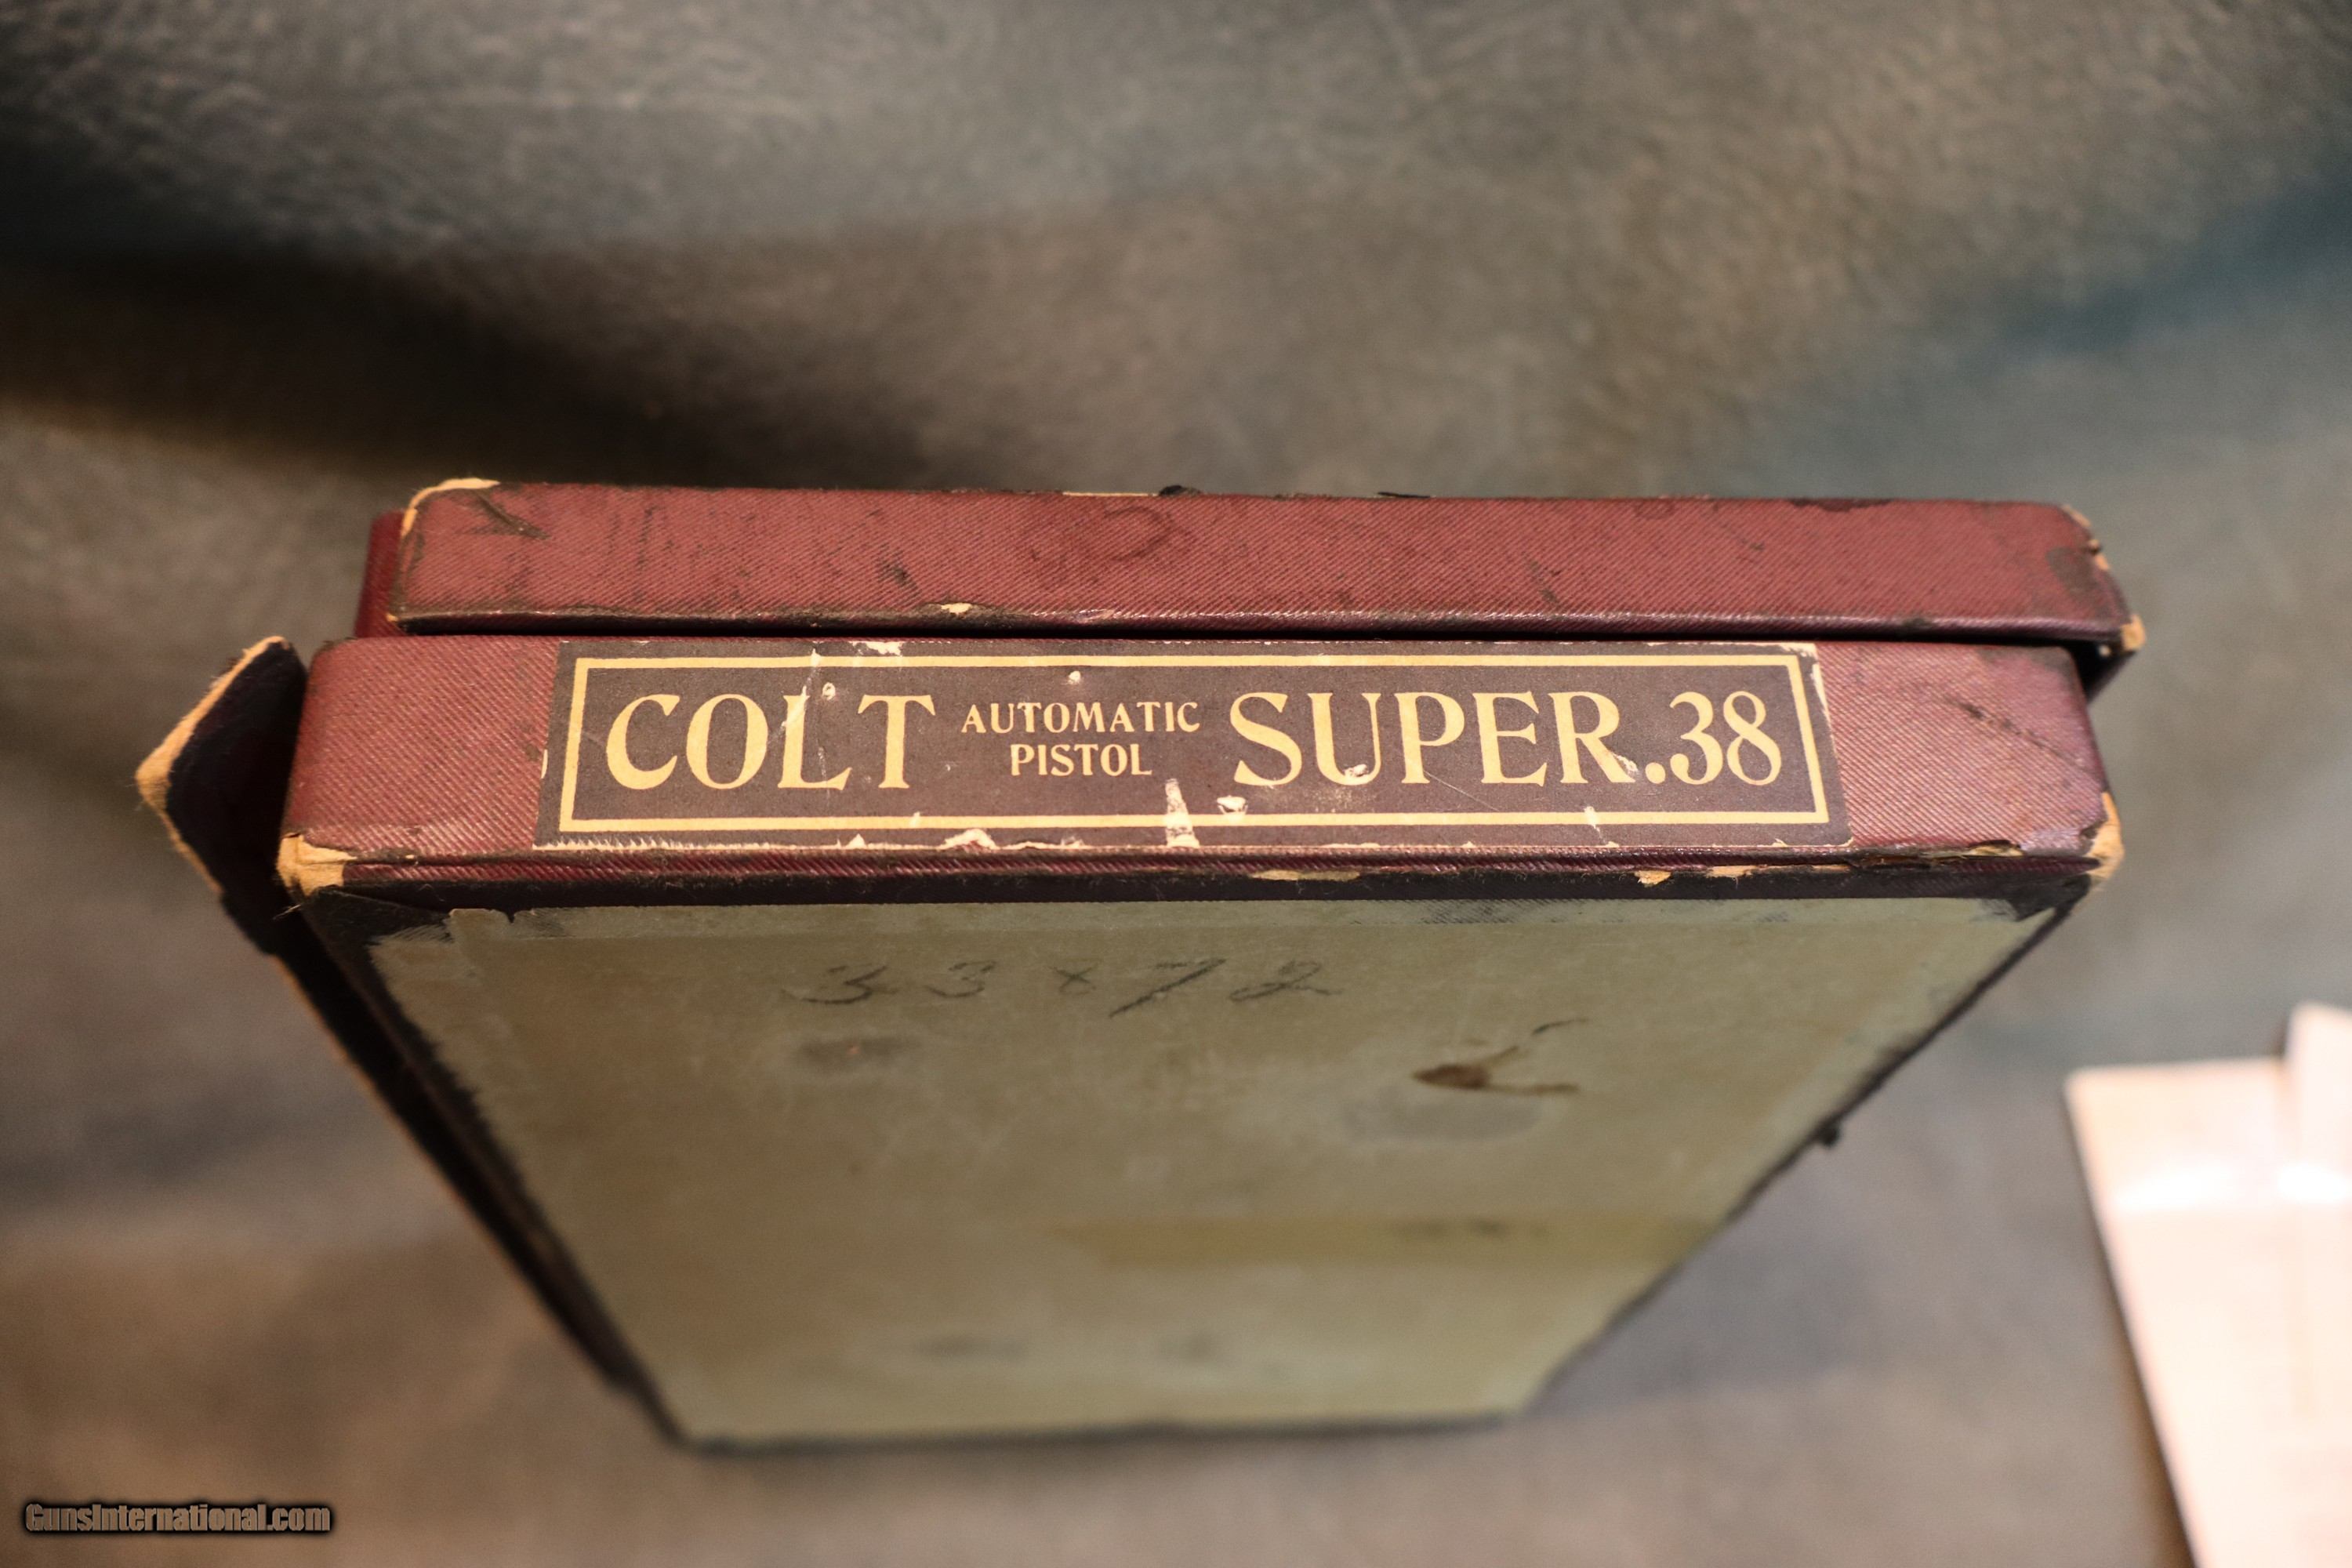 COLT AUTOMATIC PISTOL SUPER .38
33872
GunsInternational.com